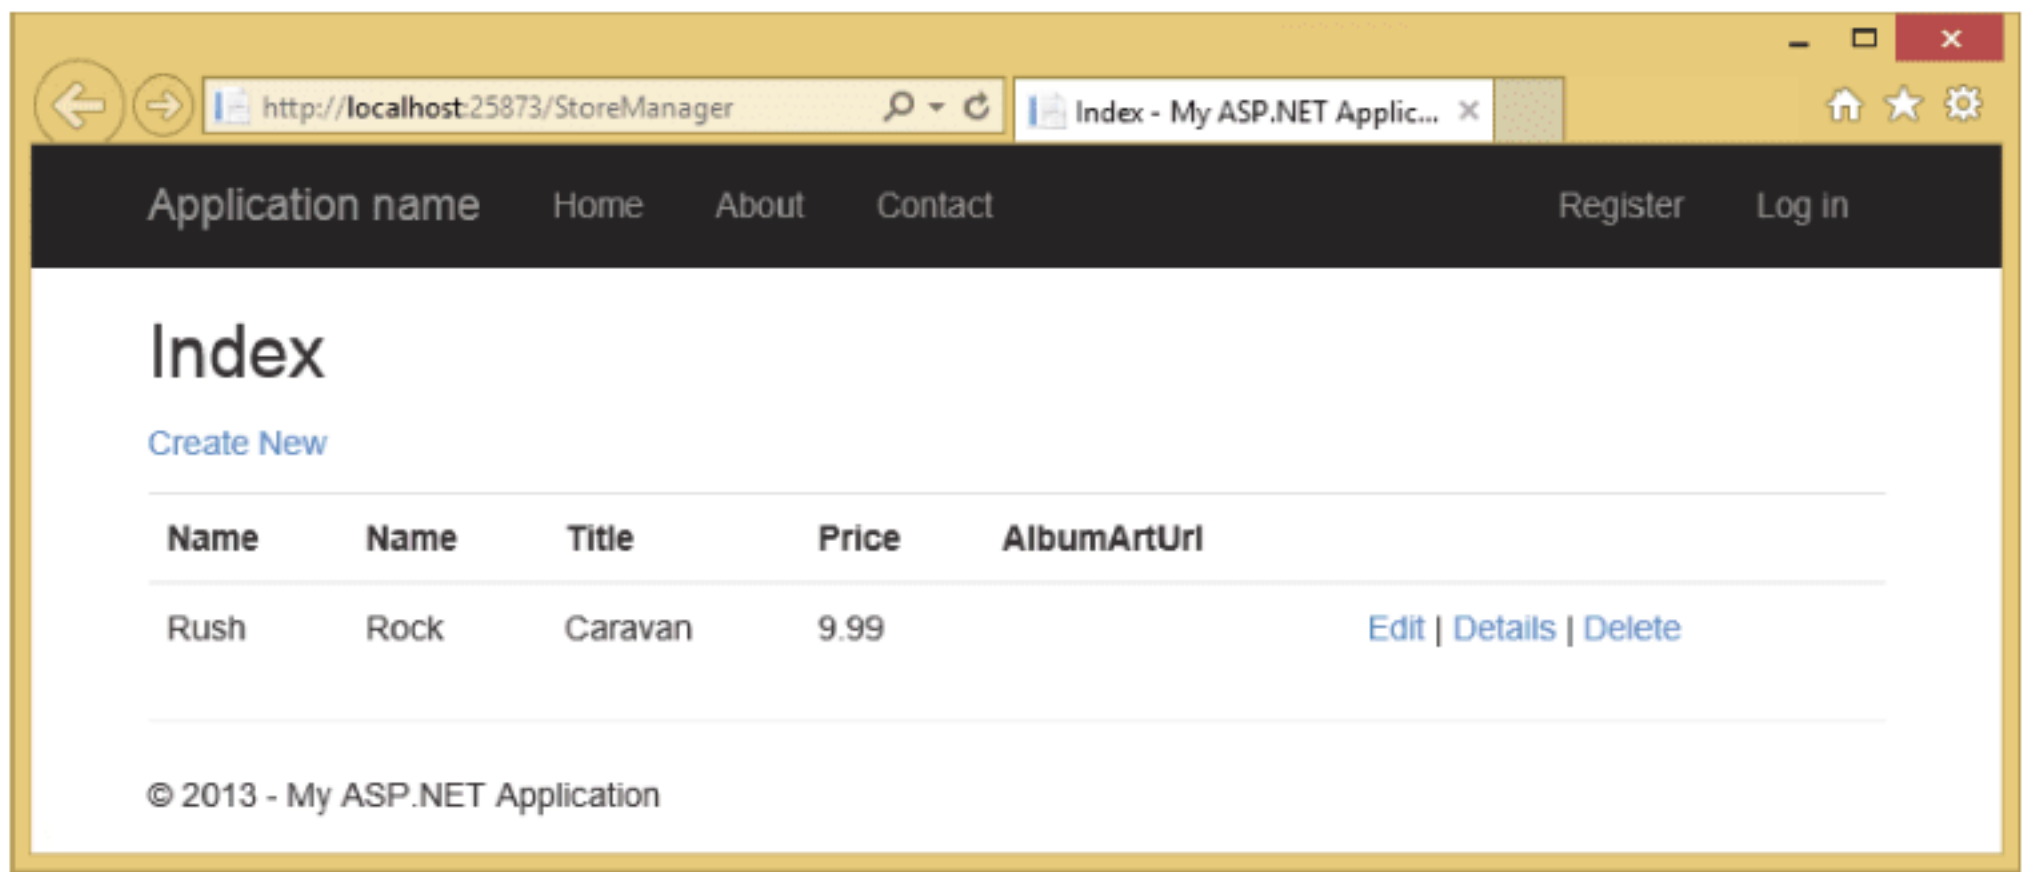 http://localhost:25873/StoreManager
Index - My ASP.NET Applic...
Application name Home About Contact Register Log in
Index
Create New
Name Name Title Price AlbumArtUrl
Rush Rock Caravan 9.99 Edit | Details | Delete
© 2013 - My ASP.NET Application